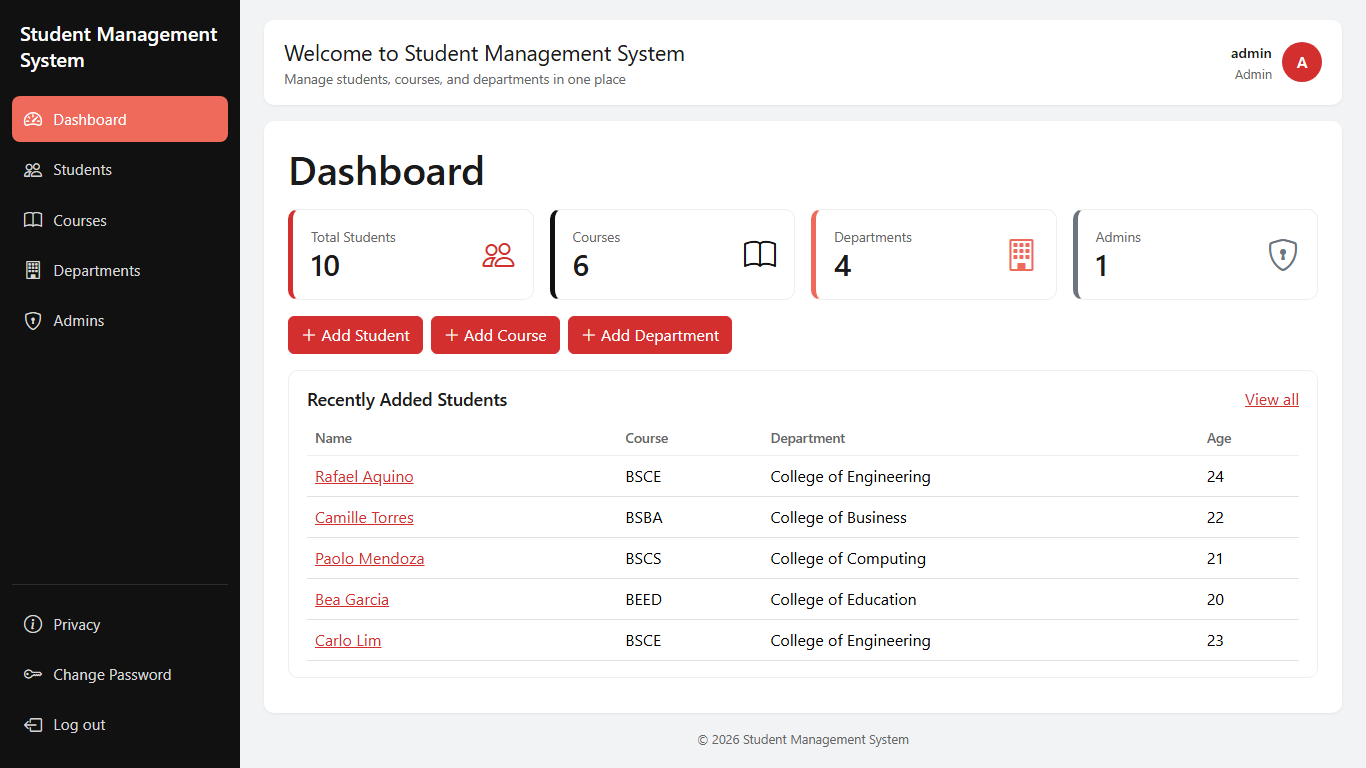 Student Management
System
Dashboard
Students
Courses
Departments
Admins
Privacy
Change Password
Log out
Welcome to Student Management System
Manage students, courses, and departments in one place
admin
Admin
A
Dashboard
Total Students
10
Courses
6
Departments
4
Admins
1
+ Add Student
+ Add Course
+ Add Department
Recently Added Students
View all
Name Course Department Age
Rafael Aquino BSCE College of Engineering 24
Camille Torres BSBA College of Business 22
Paolo Mendoza BSCS College of Computing 21
Bea Garcia BEED College of Education 20
Carlo Lim BSCE College of Engineering 23
© 2026 Student Management System